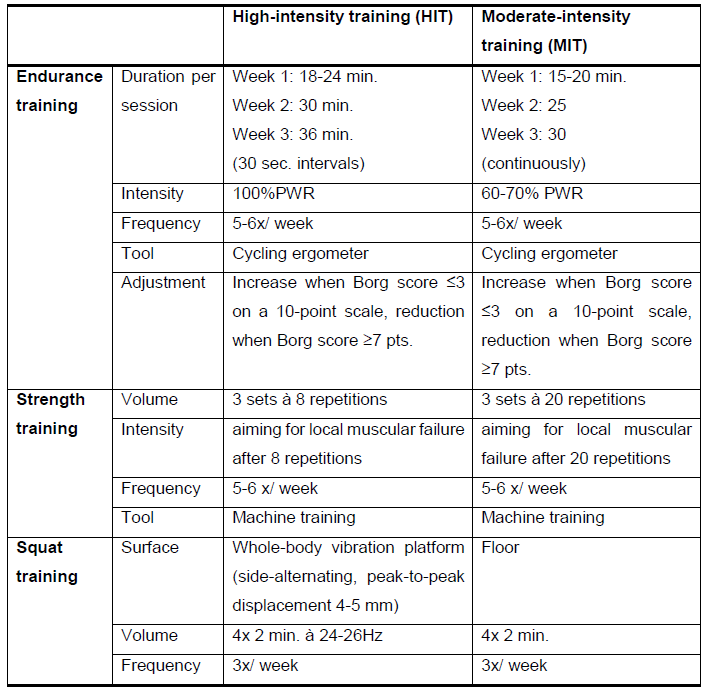 High-intensity training (HIT)
Moderate-intensity
training (MIT)
Endurance
training
Duration per
session
Week 1: 18-24 min.
Week 2: 30 min.
Week 3: 36 min.
(30 sec. intervals)
Week 1: 15-20 min.
Week 2: 25
Week 3: 30
(continuously)
Intensity
100%PWR
60-70% PWR
Frequency
5-6x/ week
5-6x/ week
Tool
Cycling ergometer
Cycling ergometer
Adjustment
Increase when Borg score ≤3
on a 10-point scale, reduction
when Borg score ≥7 pts.
Increase when Borg score
≤3 on a 10-point scale,
reduction when Borg score
≥7 pts.
Strength
training
Volume
3 sets à 8 repetitions
3 sets à 20 repetitions
Intensity
aiming for local muscular failure
after 8 repetitions
aiming for local muscular
failure after 20 repetitions
Frequency
5-6 x/ week
5-6 x/ week
Tool
Machine training
Machine training
Squat
training
Surface
Whole-body vibration platform
(side-alternating, peak-to-peak
displacement 4-5 mm)
Floor
Volume
4x 2 min. à 24-26Hz
4x 2 min.
Frequency
3x/ week
3x/ week